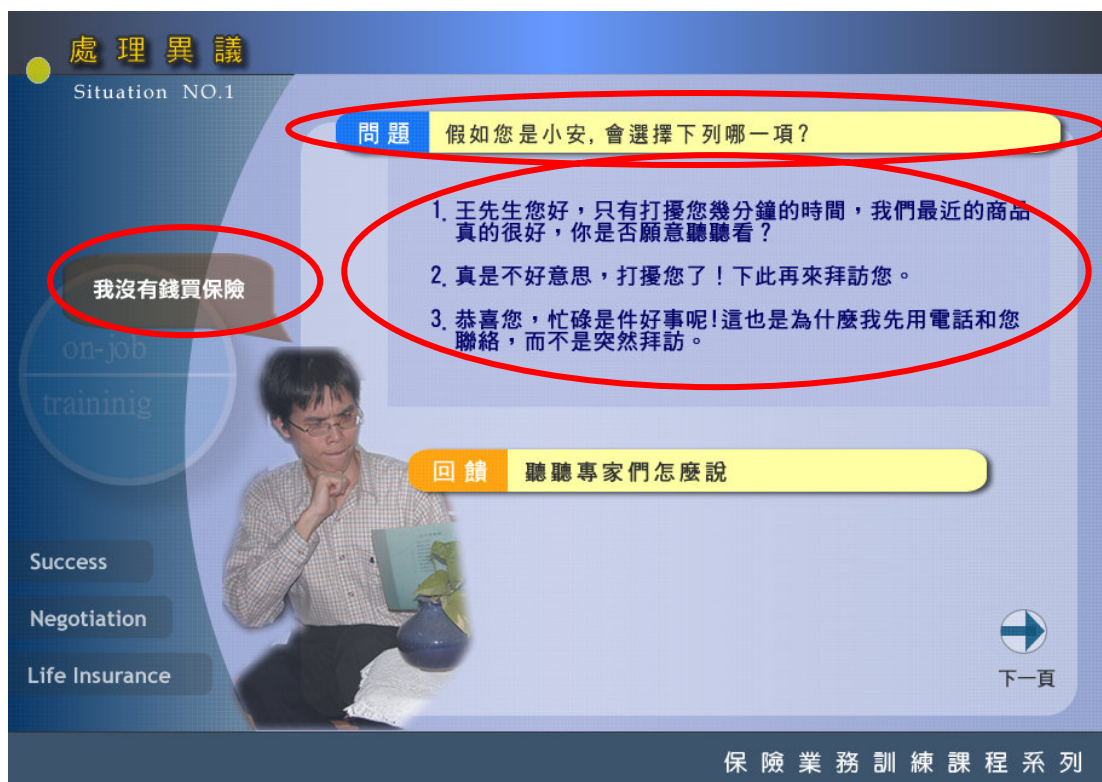 處理異議
Situation NO.1
問題 假如您是小安,會選擇下列哪一項?
1. 王先生您好，只有打擾您幾分鐘的時間，我們最近的商品
真的很好，你是否願意聽聽看？
2. 真是不好意思，打擾您了！下此再來拜訪您。
3. 恭喜您，忙碌是件好事呢!這也是為什麼我先用電話和您
聯絡，而不是突然拜訪。
我沒有錢買保險
on-job
traininig
回饋 聽聽專家們怎麼說
Success
Negotiation
Life Insurance
下一頁
保險業務訓練課程系列